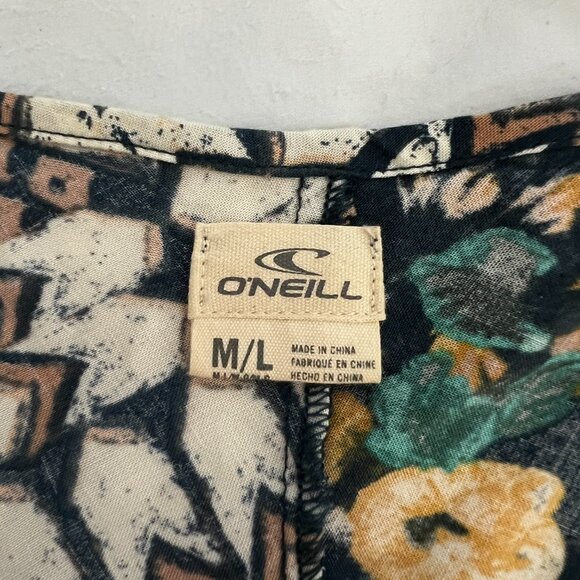 O'NEILL
M/L
MADE IN CHINA
FABRIQUÉ EN CHINE
HECHO EN CHINA